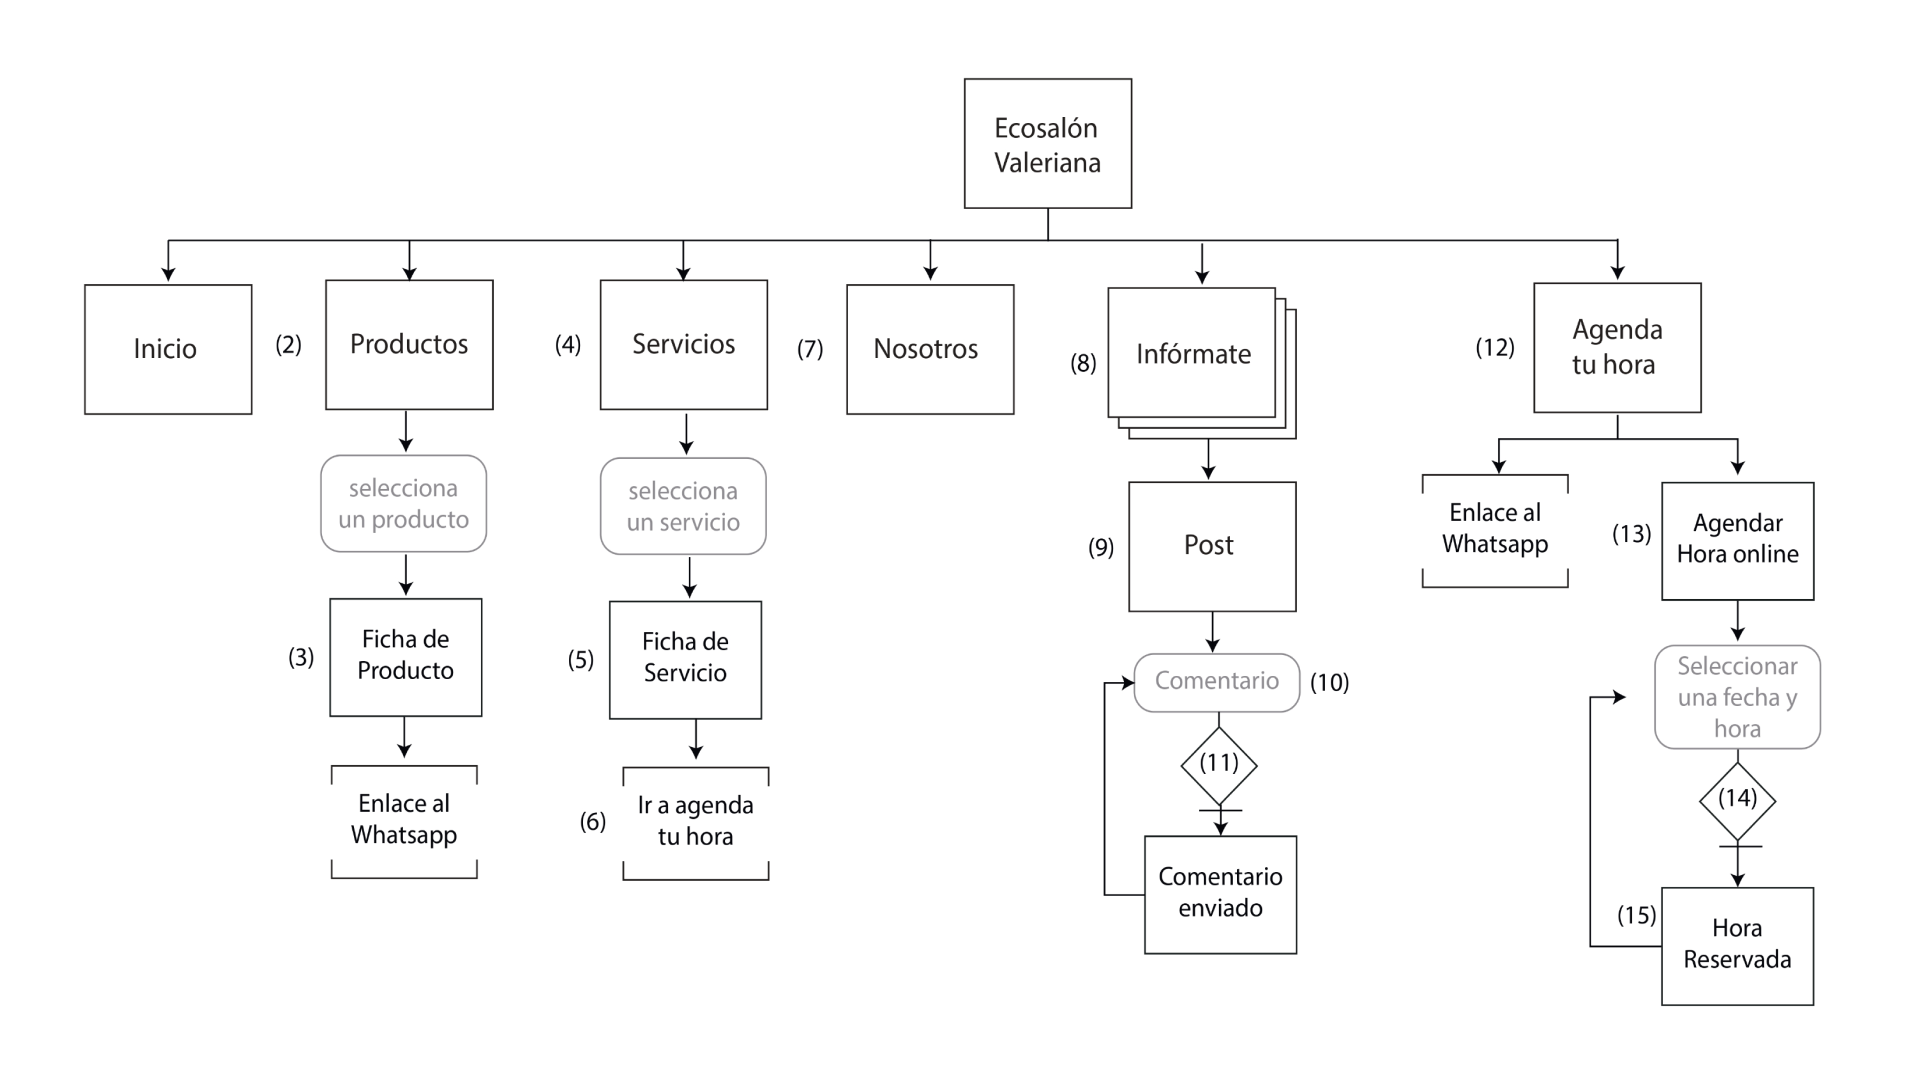 Ecosalón
Valeriana
Inicio
(2)
Productos
(4)
Servicios
(7)
Nosotros
(8)
Infórmate
(12)
Agenda
tu hora
selecciona
un producto
selecciona
un servicio
(9)
Post
Enlace al
Whatsapp
(13)
Agendar
Hora online
(3)
Ficha de
Producto
(5)
Ficha de
Servicio
Comentario
(10)
Seleccionar
una fecha y
hora
(11)
(14)
Enlace al
Whatsapp
(6)
Ir a agenda
tu hora
Comentario
enviado
(15)
Hora
Reservada